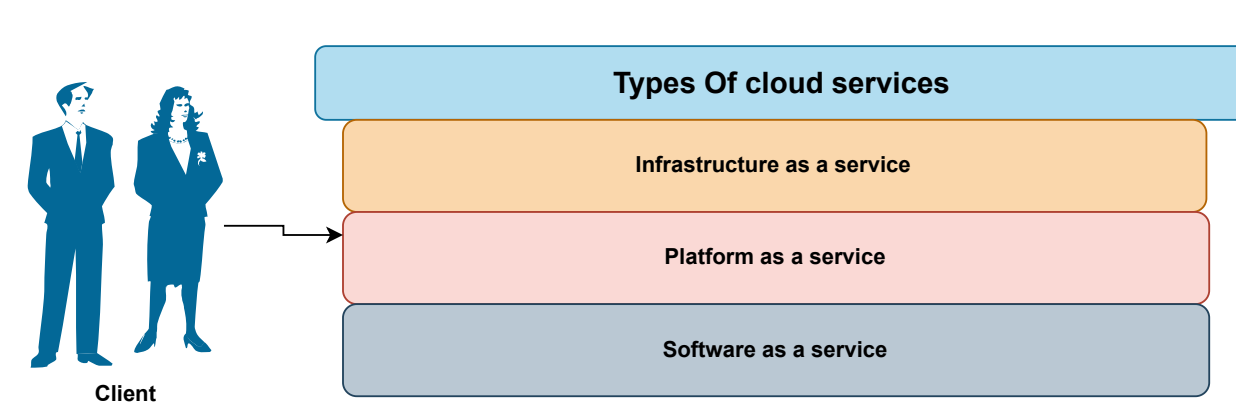 Types Of cloud services
Infrastructure as a service
Platform as a service
Software as a service
Client